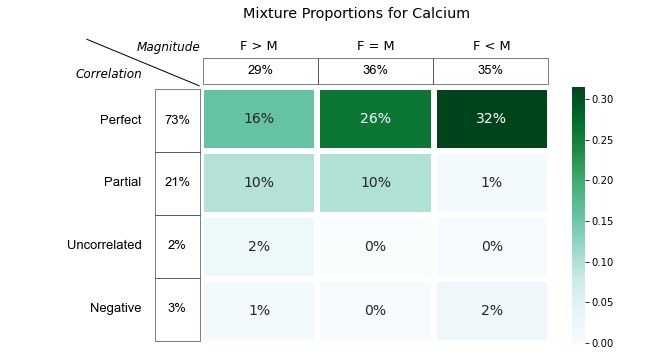 Mixture Proportions for Calcium
Magnitude F > M F = M F < M
Correlation 29% 36% 35%
Perfect 73% 16% 26% 32%
Partial 21% 10% 10% 1%
Uncorrelated 2% 2% 0% 0%
Negative 3% 1% 0% 2%
0.30
0.25
0.20
0.15
0.10
0.05
0.00